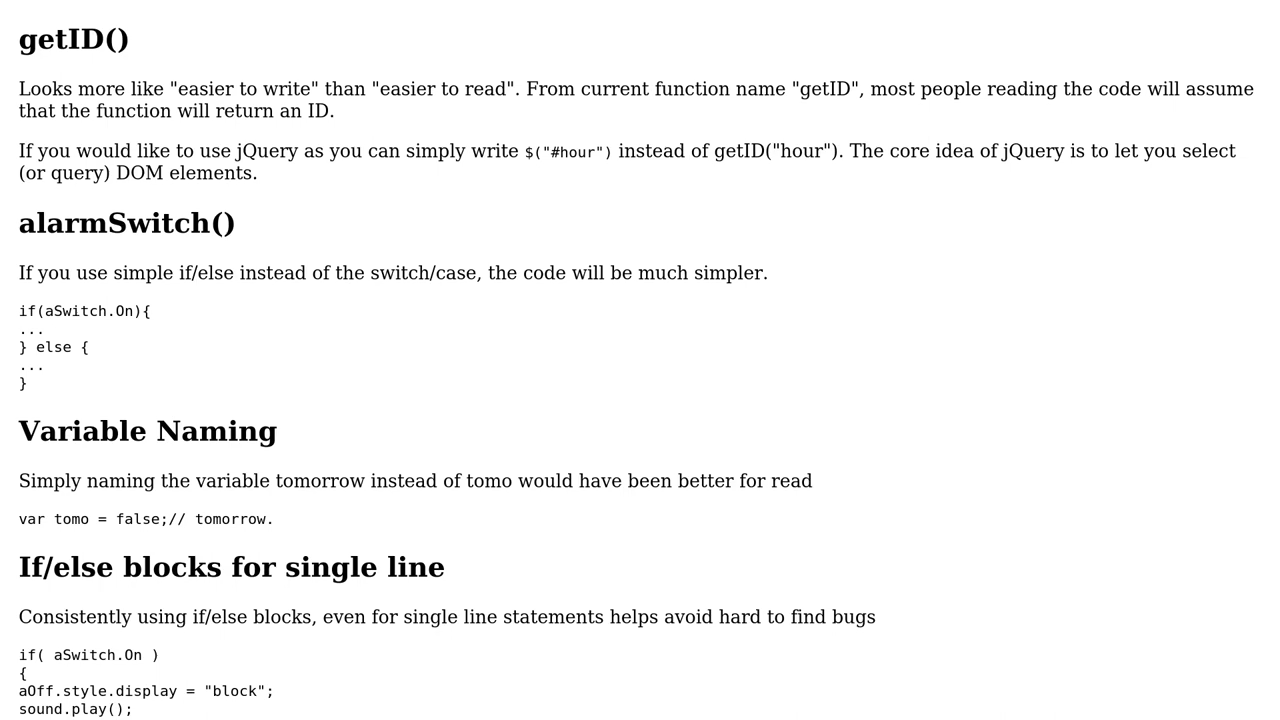 getID()
Looks more like "easier to write" than "easier to read". From current function name "getID", most people reading the code will assume
that the function will return an ID.
If you would like to use jQuery as you can simply write $("#hour") instead of getID("hour"). The core idea of jQuery is to let you select
(or query) DOM elements.
alarmSwitch()
If you use simple if/else instead of the switch/case, the code will be much simpler.
if(aSwitch.On){
...
} else {
...
}
Variable Naming
Simply naming the variable tomorrow instead of tomo would have been better for read
var tomo = false;// tomorrow.
If/else blocks for single line
Consistently using if/else blocks, even for single line statements helps avoid hard to find bugs
if( aSwitch.On )
{
aOff.style.display = "block";
sound.play();